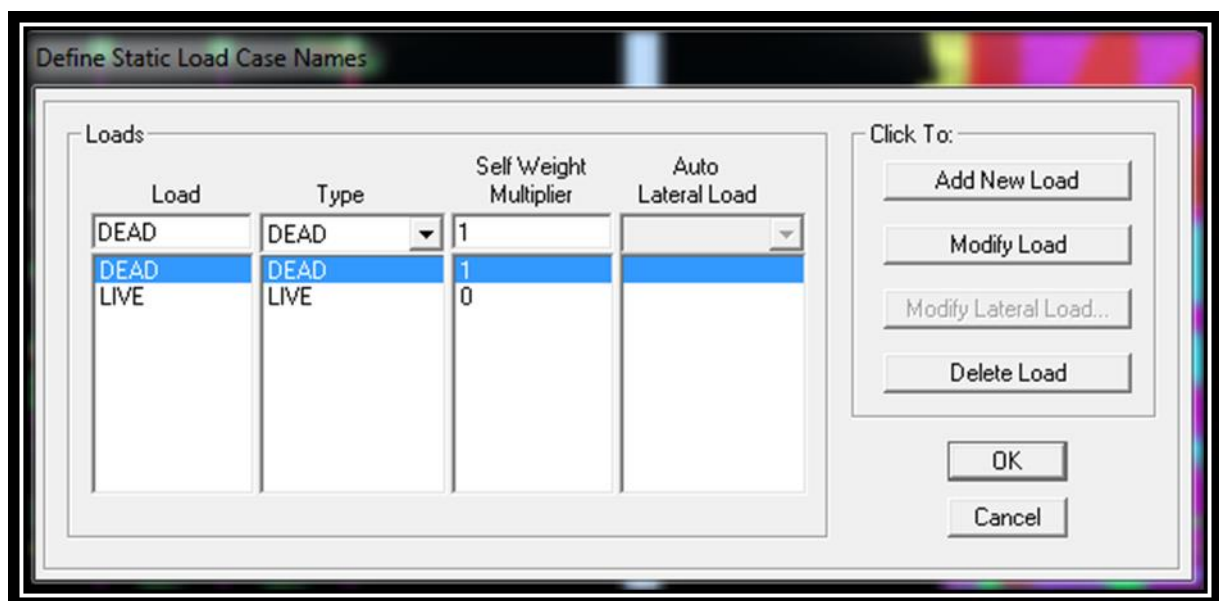 Define Static Load Case Names
Loads
Load Type Self Weight Multiplier Auto Lateral Load
DEAD DEAD 1
DEAD DEAD 1
LIVE LIVE 0
Click To:
Add New Load
Modify Load
Modify Lateral Load...
Delete Load
OK
Cancel